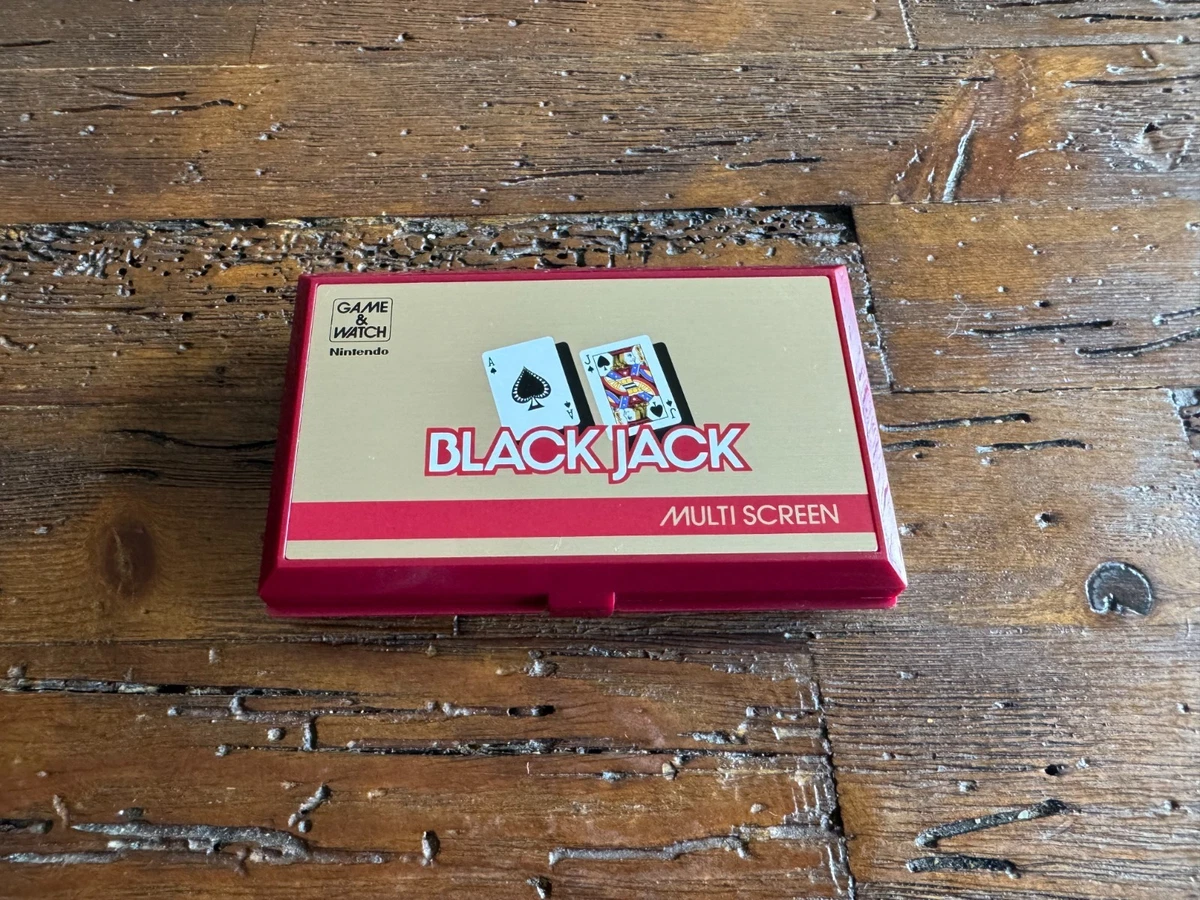 GAME
&
WATCH
Nintendo
A
A
J
J
BLACK JACK
MULTI SCREEN